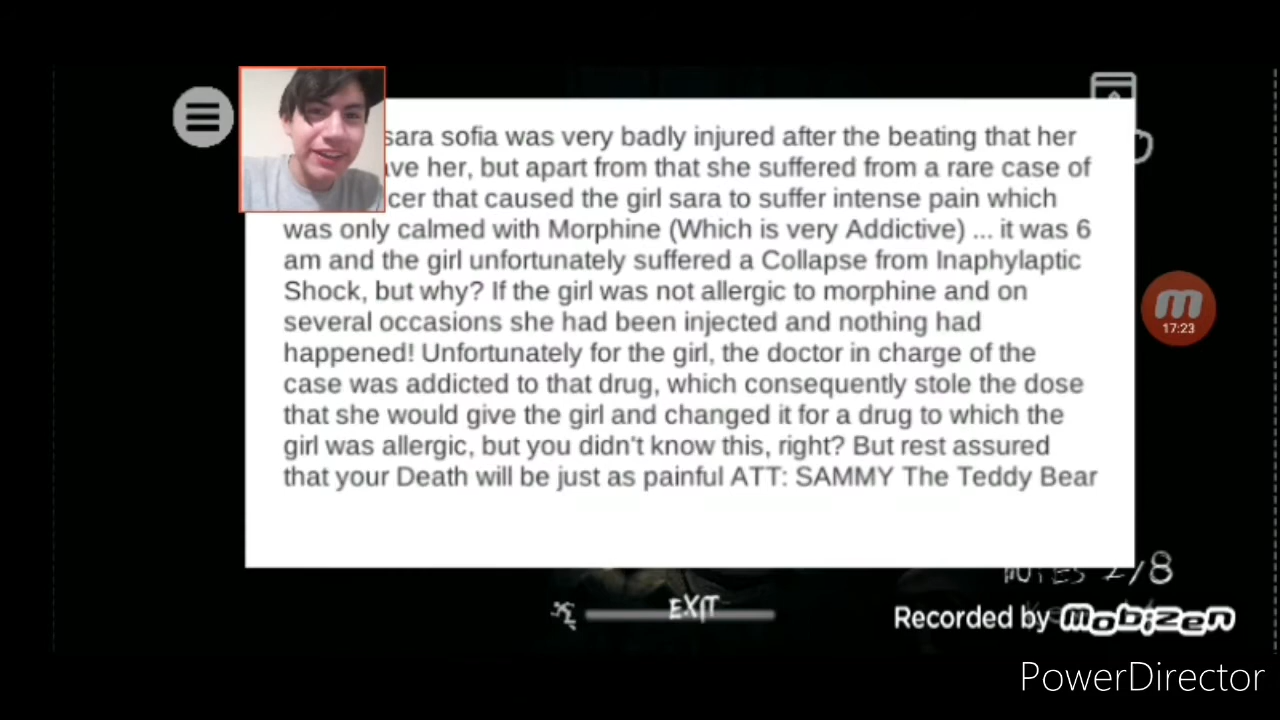 sara sofia was very badly injured after the beating that her
her, but apart from that she suffered from a rare case of
that caused the girl sara to suffer intense pain which
was only calmed with Morphine (Which is very Addictive) ... it was 6
am and the girl unfortunately suffered a Collapse from Inaphylaptic
Shock, but why? If the girl was not allergic to morphine and on
several occasions she had been injected and nothing had
happened! Unfortunately for the girl, the doctor in charge of the
case was addicted to that drug, which consequently stole the dose
that she would give the girl and changed it for a drug to which the
girl was allergic, but you didn't know this, right? But rest assured
that your Death will be just as painful ATT: SAMMY The Teddy Bear
17:23
/8
EXIT
Recorded by mobizen
PowerDirector